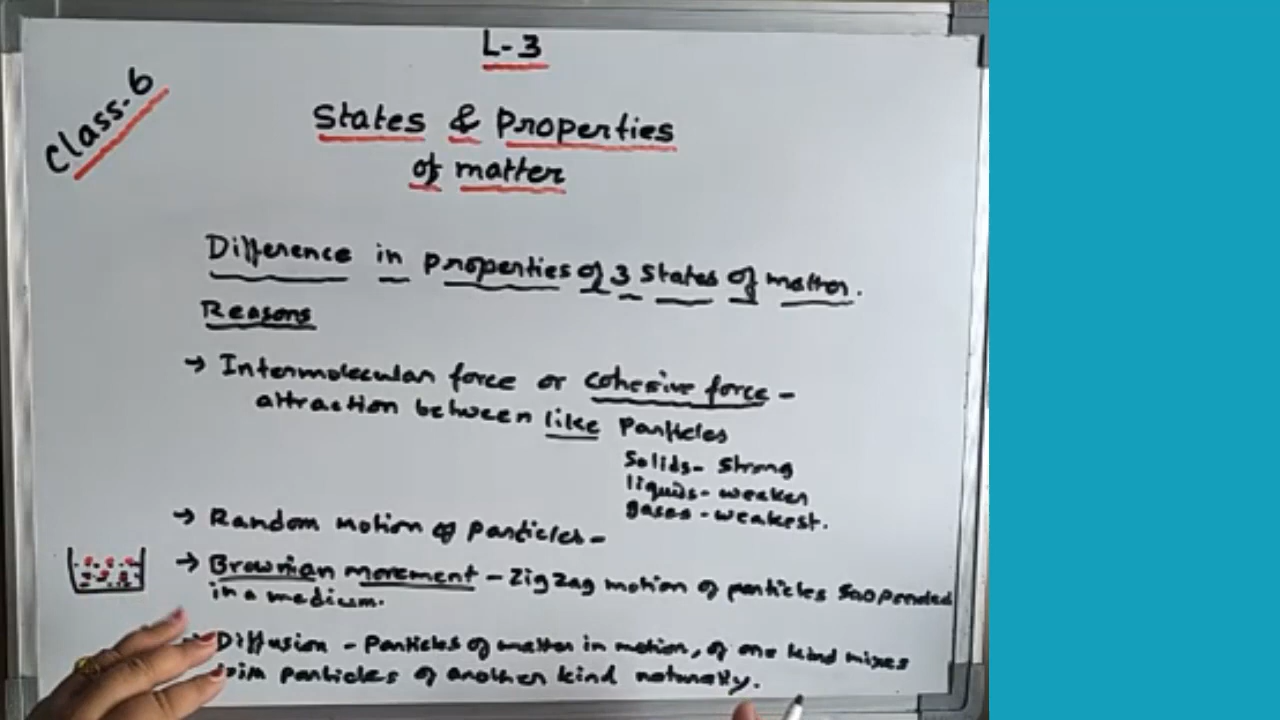 L-3
Class-6
States & Properties
of matter
Difference in properties of 3 states of matter.
Reasons
→ Intermolecular force or cohesive force -
attraction between like Particles
Solids- strong
liquids- weaker
gases - weakest.
→ Random motion of Particles-
→ Brownian movement - Zig Zag motion of particles suspended
in a medium.
Diffusion - Particles of matter in motion, of one kind mixes
particles of another kind naturally.